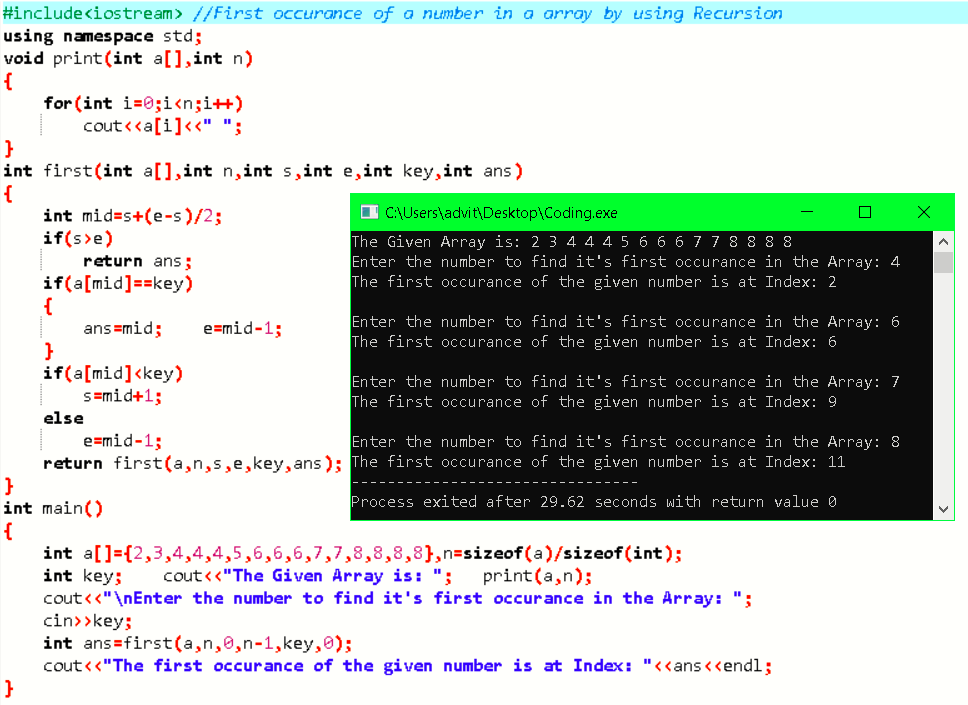 #include<iostream> //First occurance of a number in a array by using Recursion
using namespace std;
void print(int a[],int n)
{
    for(int i=0;i<n;i++)
        cout<<a[i]<<" ";
}
int first(int a[],int n,int s,int e,int key,int ans)
{
    int mid=s+(e-s)/2;
    if(s>e)
        return ans;
    if(a[mid]==key)
    {
        ans=mid;    e=mid-1;
    }
    if(a[mid]<key)
        s=mid+1;
    else
        e=mid-1;
    return first(a,n,s,e,key,ans);
}
int main()
{
    int a[]={2,3,4,4,4,5,6,6,6,7,7,8,8,8,8},n=sizeof(a)/sizeof(int);
    int key;    cout<<"The Given Array is: ";   print(a,n);
    cout<<"\nEnter the number to find it's first occurance in the Array: ";
    cin>>key;
    int ans=first(a,n,0,n-1,key,0);
    cout<<"The first occurance of the given number is at Index: "<<ans<<endl;
}
C:\Users\advit\Desktop\Coding.exe
The Given Array is: 2 3 4 4 4 5 6 6 6 7 7 8 8 8 8
Enter the number to find it's first occurance in the Array: 4
The first occurance of the given number is at Index: 2
Enter the number to find it's first occurance in the Array: 6
The first occurance of the given number is at Index: 6
Enter the number to find it's first occurance in the Array: 7
The first occurance of the given number is at Index: 9
Enter the number to find it's first occurance in the Array: 8
The first occurance of the given number is at Index: 11
--------------------------------
Process exited after 29.62 seconds with return value 0